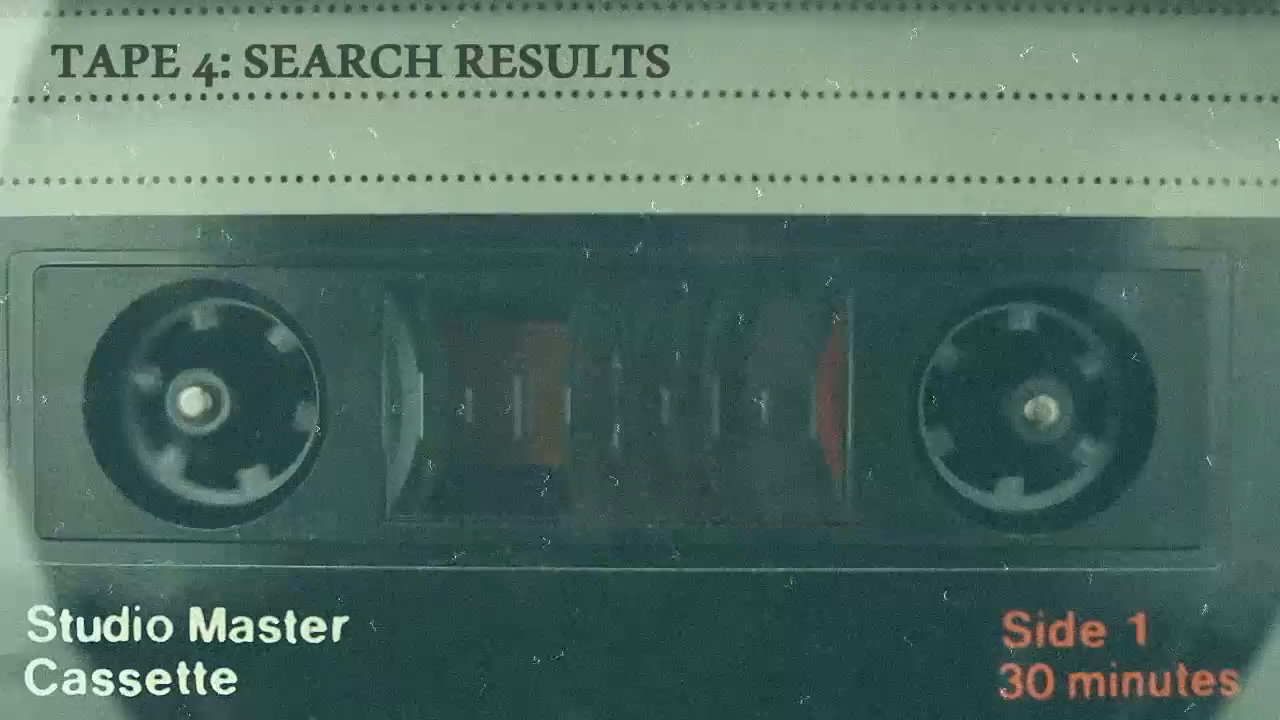 TAPE 4: SEARCH RESULTS
Studio Master
Cassette
Side 1
30 minutes